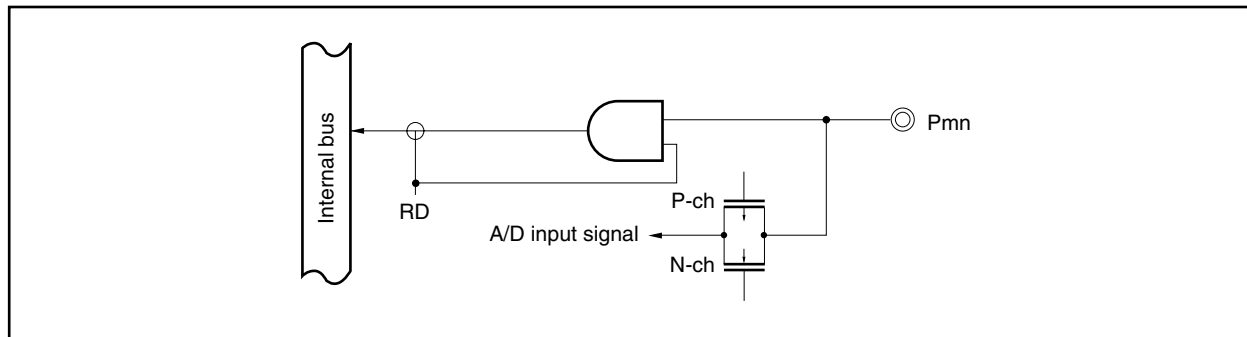 Internal bus
Pmn
RD
P-ch
A/D input signal
N-ch